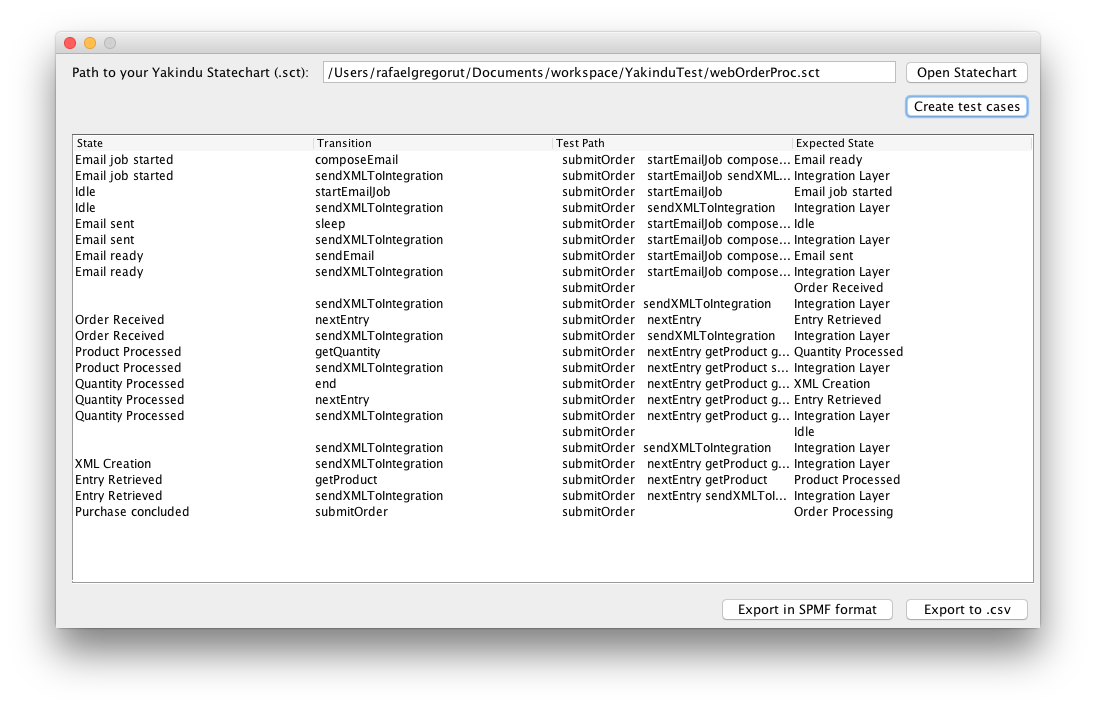 Path to your Yakindu Statechart (.sct): /Users/rafaelgregorut/Documents/workspace/YakinduTest/webOrderProc.sct Open Statechart
Create test cases
State Transition Test Path Expected State
Email job started composeEmail submitOrder startEmailJob compose... Email ready
Email job started sendXMLToIntegration submitOrder startEmailJob sendXML... Integration Layer
Idle startEmailJob submitOrder startEmailJob Email job started
Idle sendXMLToIntegration submitOrder sendXMLToIntegration Integration Layer
Email sent sleep submitOrder startEmailJob compose... Idle
Email sent sendXMLToIntegration submitOrder startEmailJob compose... Integration Layer
Email ready sendEmail submitOrder startEmailJob compose... Email sent
Email ready sendXMLToIntegration submitOrder startEmailJob compose... Integration Layer
submitOrder Order Received
sendXMLToIntegration submitOrder sendXMLToIntegration Integration Layer
Order Received nextEntry submitOrder nextEntry Entry Retrieved
Order Received sendXMLToIntegration submitOrder sendXMLToIntegration Integration Layer
Product Processed getQuantity submitOrder nextEntry getProduct g... Quantity Processed
Product Processed sendXMLToIntegration submitOrder nextEntry getProduct s... Integration Layer
Quantity Processed end submitOrder nextEntry getProduct g... XML Creation
Quantity Processed nextEntry submitOrder nextEntry getProduct g... Entry Retrieved
Quantity Processed sendXMLToIntegration submitOrder nextEntry getProduct g... Integration Layer
submitOrder Idle
sendXMLToIntegration submitOrder sendXMLToIntegration Integration Layer
XML Creation sendXMLToIntegration submitOrder nextEntry getProduct g... Integration Layer
Entry Retrieved getProduct submitOrder nextEntry getProduct Product Processed
Entry Retrieved sendXMLToIntegration submitOrder nextEntry sendXMLToI... Integration Layer
Purchase concluded submitOrder submitOrder Order Processing
Export in SPMF format Export to .csv